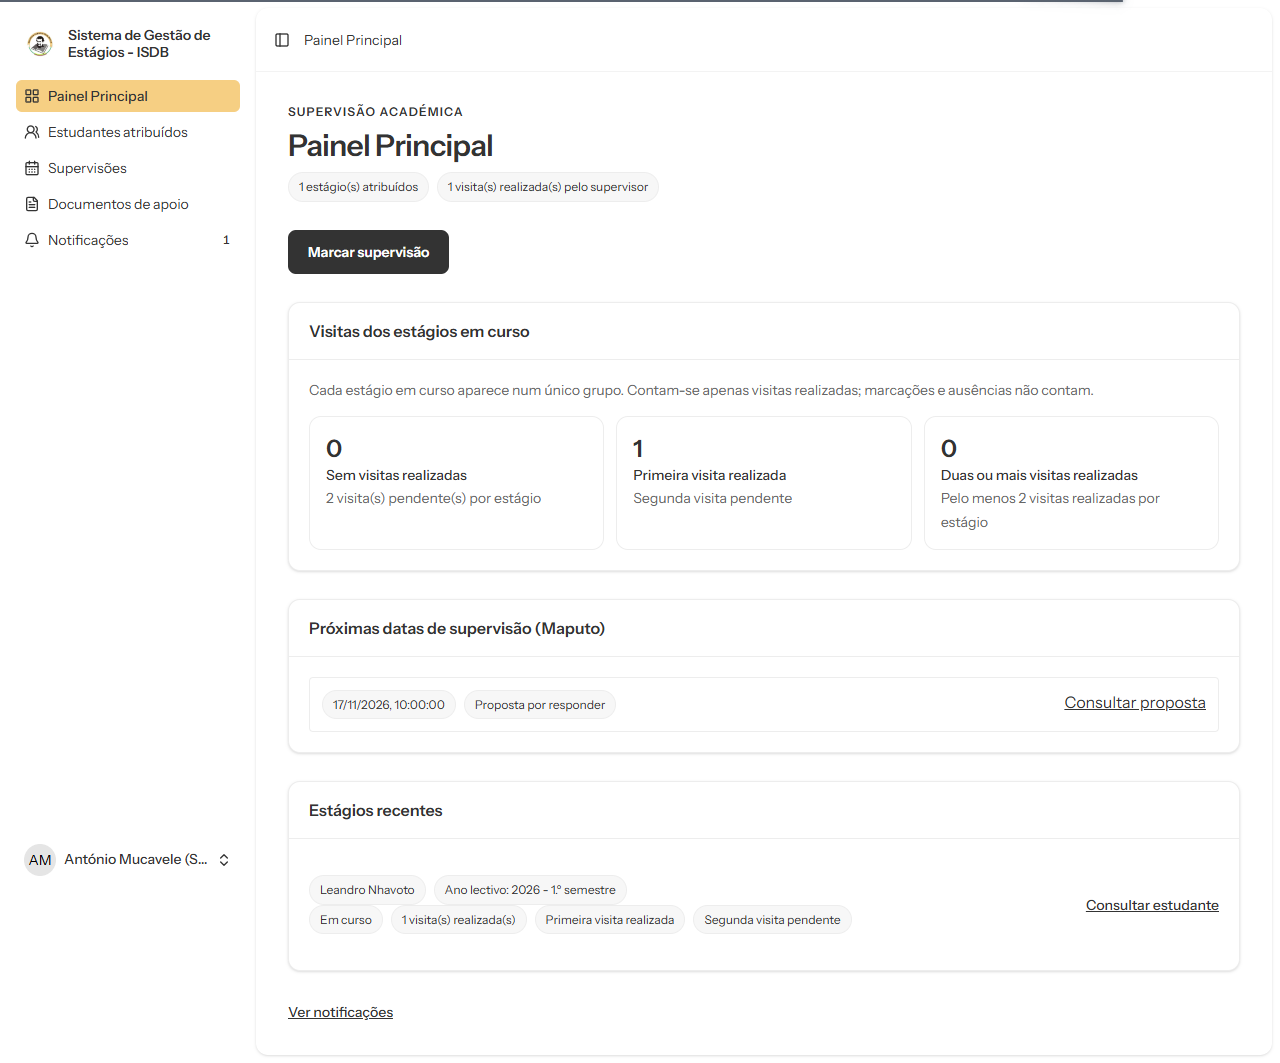 Sistema de Gestão de
Estágios - ISDB
Painel Principal
Estudantes atribuídos
Supervisões
Documentos de apoio
Notificações 1
AM António Mucavele (S...
Painel Principal
SUPERVISÃO ACADÉMICA
Painel Principal
1 estágio(s) atribuídos 1 visita(s) realizada(s) pelo supervisor
Marcar supervisão
Visitas dos estágios em curso
Cada estágio em curso aparece num único grupo. Contam-se apenas visitas realizadas; marcações e ausências não contam.
0
Sem visitas realizadas
2 visita(s) pendente(s) por estágio
1
Primeira visita realizada
Segunda visita pendente
0
Duas ou mais visitas realizadas
Pelo menos 2 visitas realizadas por
estágio
Próximas datas de supervisão (Maputo)
17/11/2026, 10:00:00 Proposta por responder Consultar proposta
Estágios recentes
Leandro Nhavoto Ano lectivo: 2026 - 1.º semestre
Em curso 1 visita(s) realizada(s) Primeira visita realizada Segunda visita pendente
Consultar estudante
Ver notificações